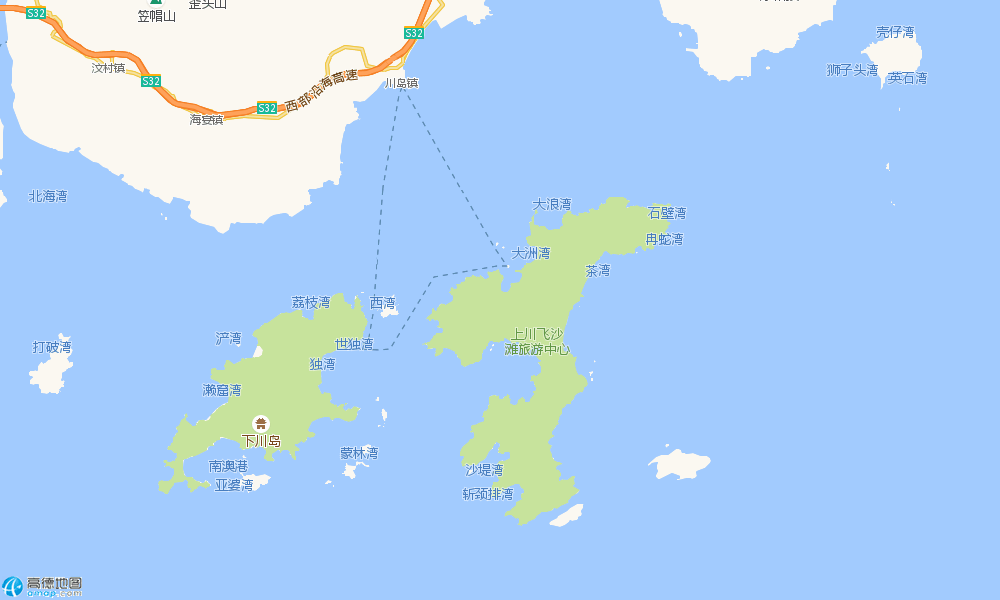 歪头山
笠帽山
S32
S32
汶村镇
S32
西部沿海高速
川岛镇
S32
海宴镇
壳仔湾
狮子头湾
英石湾
北海湾
大浪湾
石壁湾
冉蛇湾
大洲湾
茶湾
荔枝湾
西湾
浐湾
世独湾
上川飞沙
滩旅游中心
打破湾
独湾
濑窟湾
下川岛
蒙林湾
南澳港
亚婆湾
沙堤湾
斩颈排湾
高德地图
amap.com